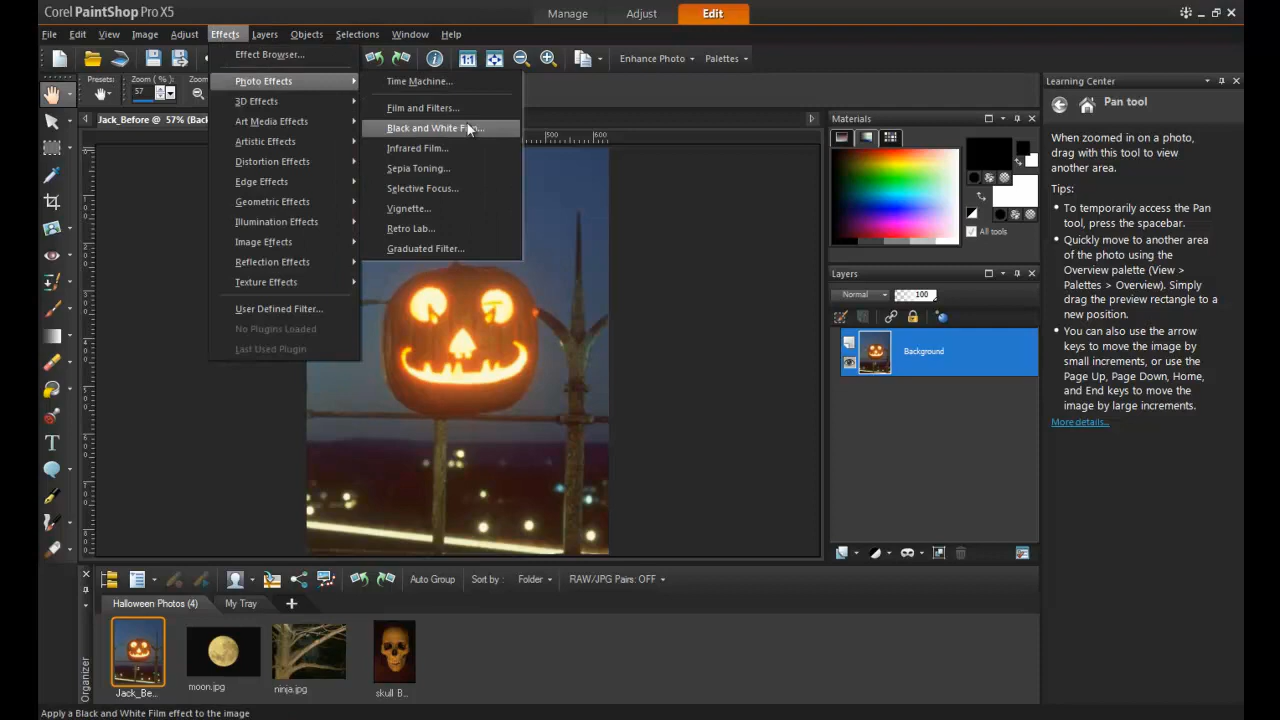 Corel PaintShop Pro X5
Manage
Adjust
Edit
File
Edit
View
Image
Adjust
Effects
Layers
Objects
Selections
Window
Help
Enhance Photo
Palettes
Presets:
Zoom ( % ):
57
Jack_Before @ 57% (Back
500
600
Effect Browser...
Photo Effects
3D Effects
Art Media Effects
Artistic Effects
Distortion Effects
Edge Effects
Geometric Effects
Illumination Effects
Image Effects
Reflection Effects
Texture Effects
User Defined Filter...
No Plugins Loaded
Last Used Plugin
Time Machine...
Film and Filters...
Black and White Film...
Infrared Film...
Sepia Toning...
Selective Focus...
Vignette...
Retro Lab...
Graduated Filter...
Materials
All tools
Layers
Normal
100
Background
Learning Center
Pan tool
When zoomed in on a photo,
drag with this tool to view
another area.
Tips:
• To temporarily access the Pan
tool, press the spacebar.
• Quickly move to another area
of the photo using the
Overview palette (View >
Palettes > Overview). Simply
drag the preview rectangle to a
new position.
• You can also use the arrow
keys to move the image by
small increments, or use the
Page Up, Page Down, Home,
and End keys to move the
image by large increments.
More details...
Auto Group
Sort by :
Folder
RAW/JPG Pairs: OFF
Halloween Photos (4)
My Tray
Organizer
Jack_Be...
moon.jpg
ninja.jpg
skull B...
Apply a Black and White Film effect to the image